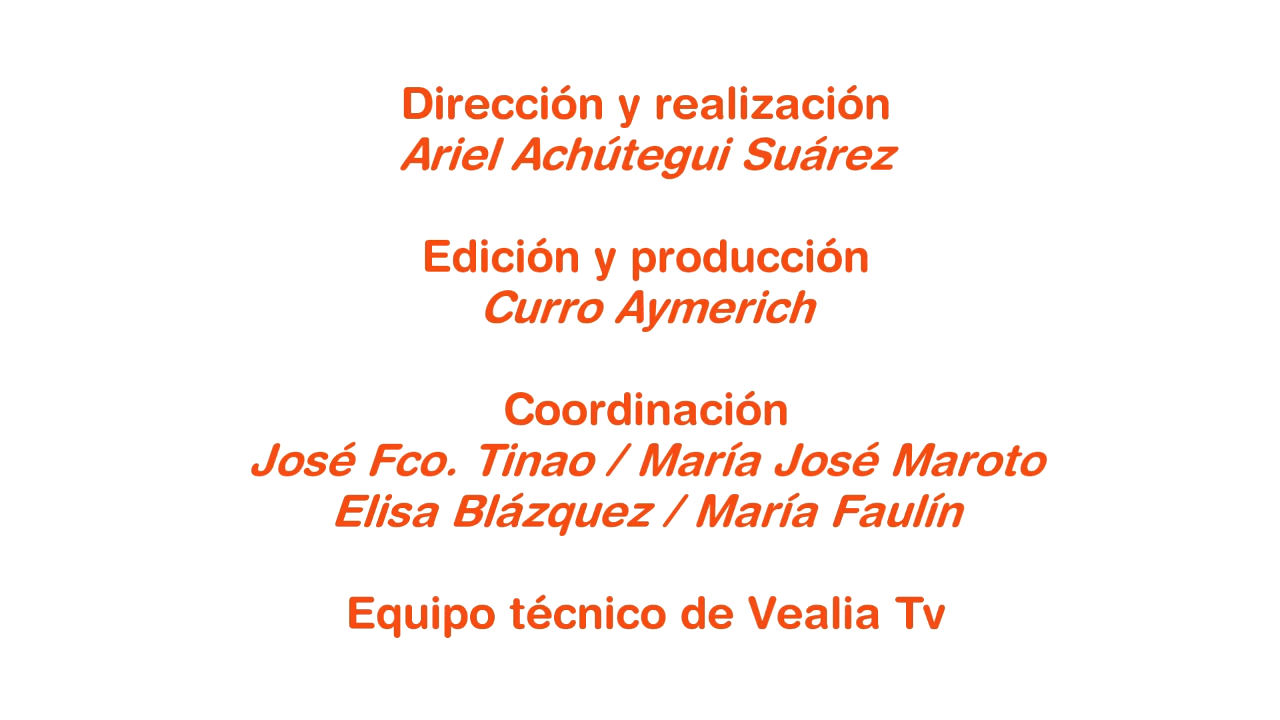 Dirección y realización
Ariel Achútegui Suárez
Edición y producción
Curro Aymerich
Coordinación
José Fco. Tinao / María José Maroto
Elisa Blázquez / María Faulín
Equipo técnico de Vealia Tv